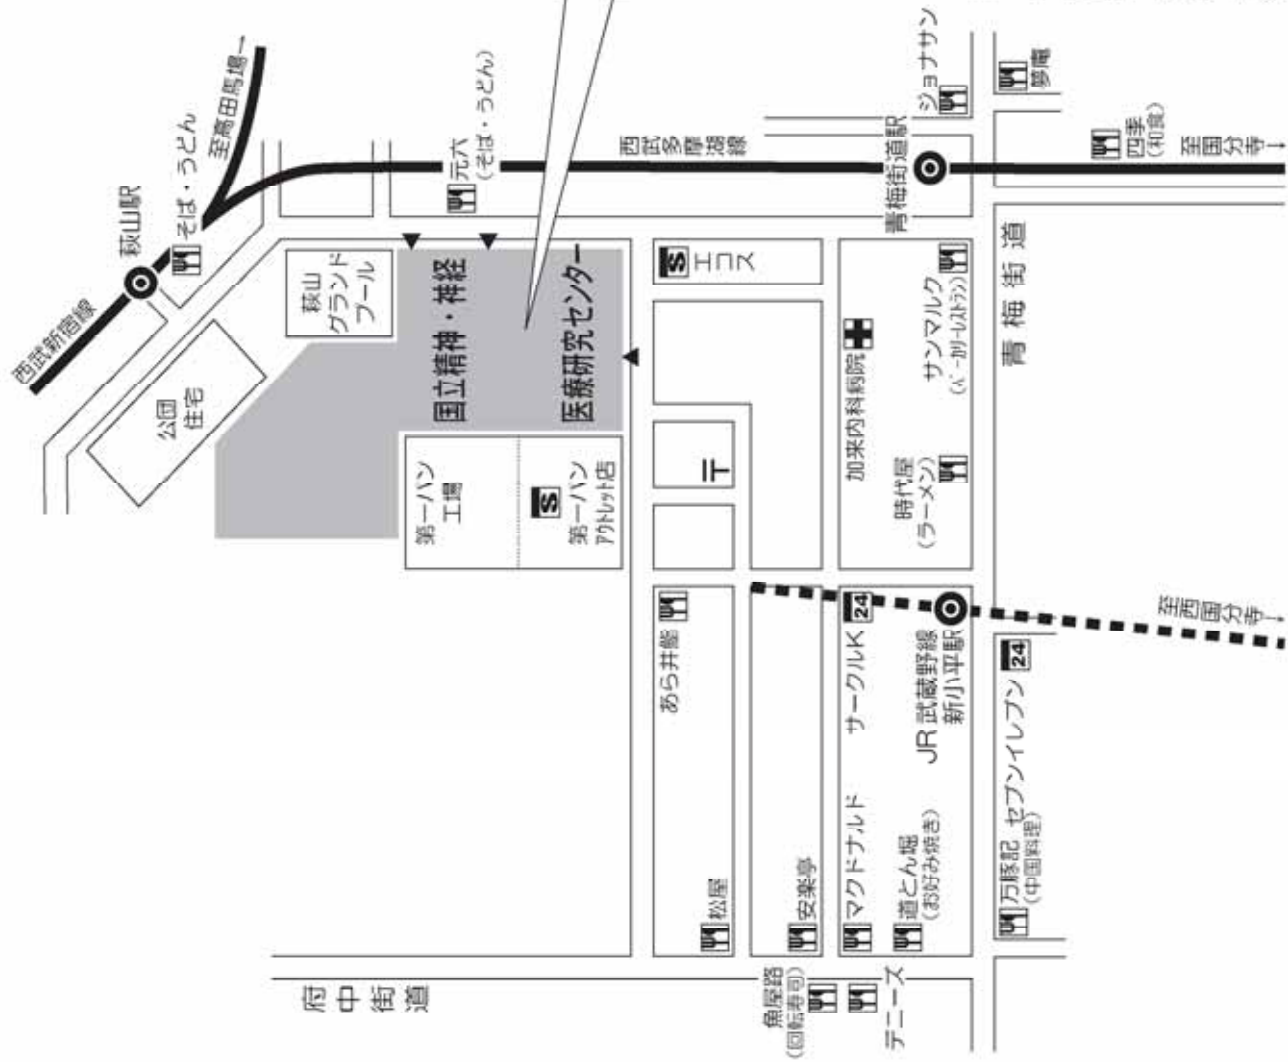 西武新宿線
萩山駅
そば・うどん
至高田馬場→
公団
住宅
萩山
グランド
プール
元六
(そば・うどん)
西武多摩湖線
青梅街道駅
ジョナサン
夢庵
四季
(和食)
至国分寺→
国立精神・神経
医療研究センター
第一パン
工場
S
第一パン
アウトレット店
S
エコス
〒
加来内科病院
サンマルク
(ベーカリーレストラン)
時代屋
(ラーメン)
青梅街道
あら井鮨
24
サークルK
JR武蔵野線
新小平駅
至西国分寺→
24
セブンイレブン
万豚記
(中国料理)
マクドナルド
道とん堀
(お好み焼き)
松屋
安楽亭
魚屋路
(回転寿司)
デニーズ
府中街道